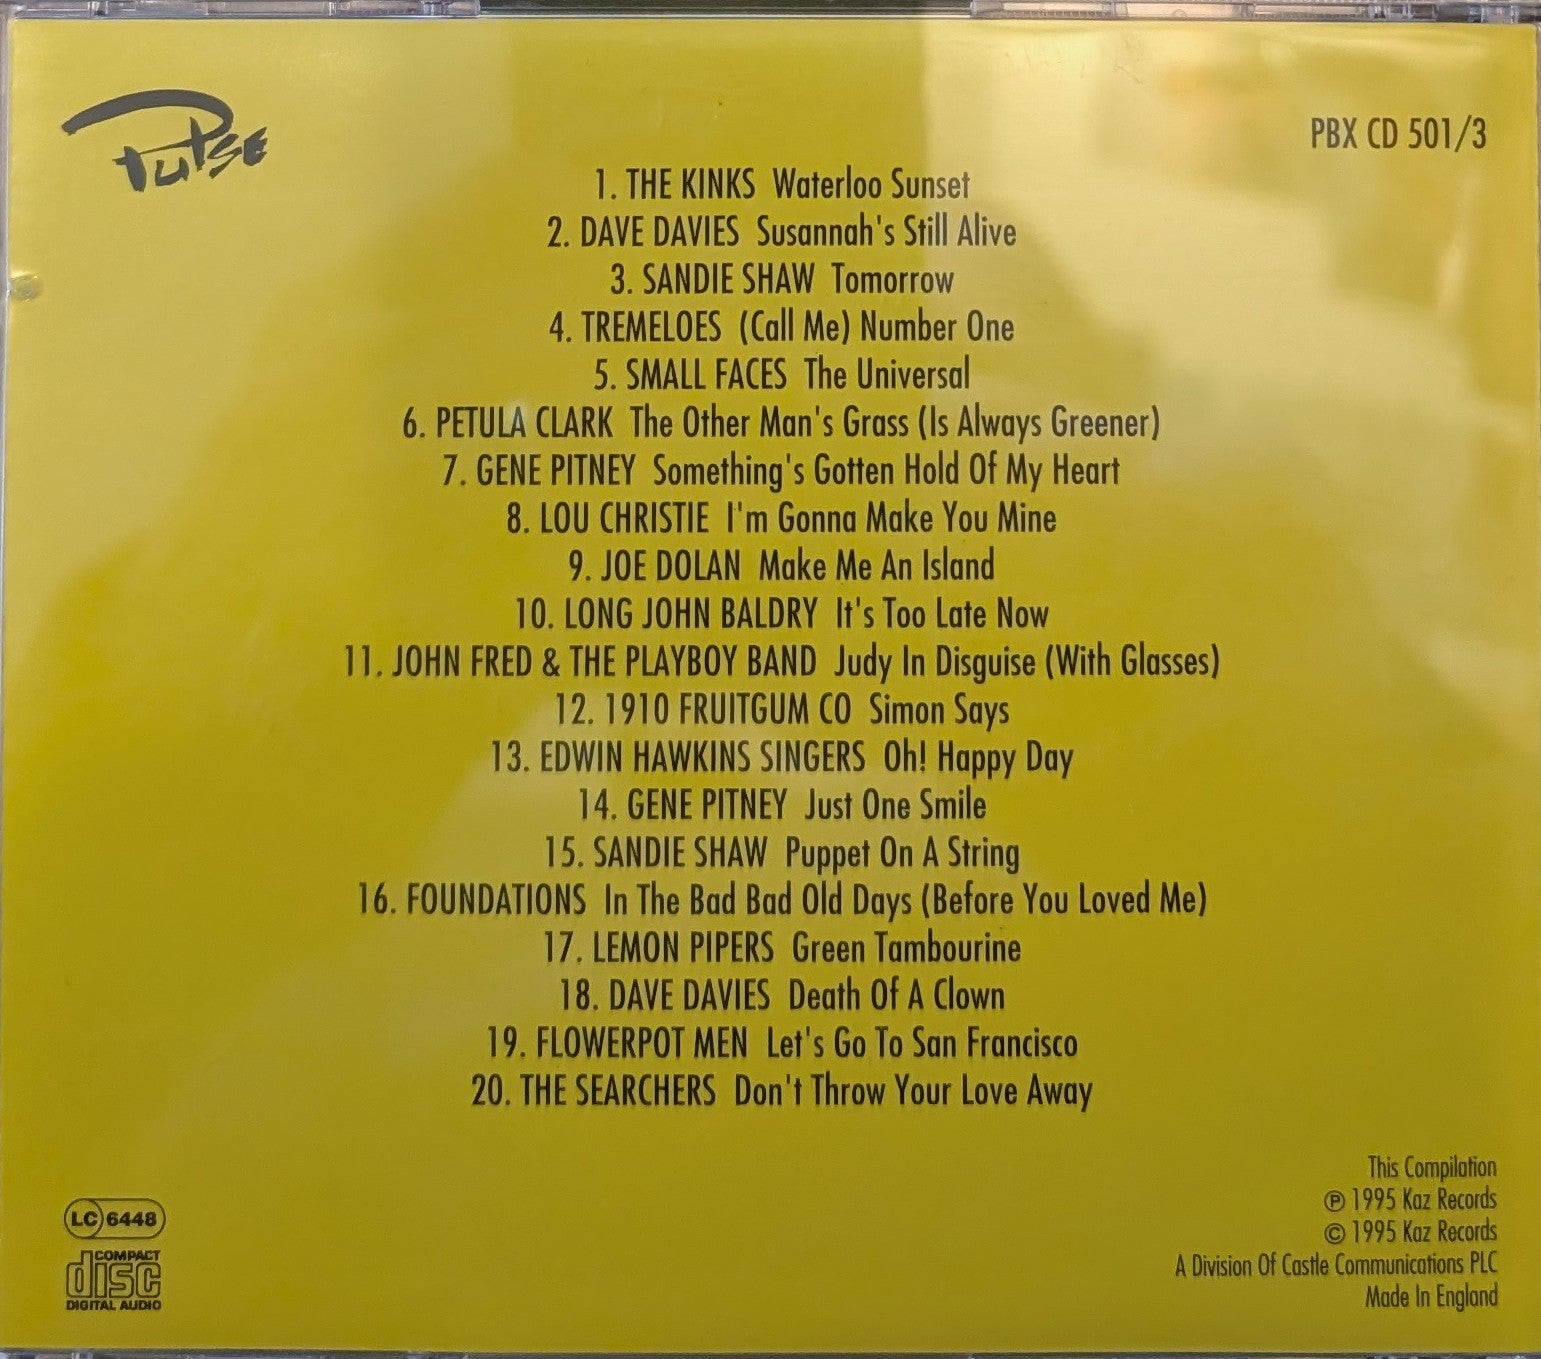 Pulse
PBX CD 501/3
1. THE KINKS Waterloo Sunset
2. DAVE DAVIES Susannah's Still Alive
3. SANDIE SHAW Tomorrow
4. TREMELOES (Call Me) Number One
5. SMALL FACES The Universal
6. PETULA CLARK The Other Man's Grass (Is Always Greener)
7. GENE PITNEY Something's Gotten Hold Of My Heart
8. LOU CHRISTIE I'm Gonna Make You Mine
9. JOE DOLAN Make Me An Island
10. LONG JOHN BALDRY It's Too Late Now
11. JOHN FRED & THE PLAYBOY BAND Judy In Disguise (With Glasses)
12. 1910 FRUITGUM CO Simon Says
13. EDWIN HAWKINS SINGERS Oh! Happy Day
14. GENE PITNEY Just One Smile
15. SANDIE SHAW Puppet On A String
16. FOUNDATIONS In The Bad Bad Old Days (Before You Loved Me)
17. LEMON PIPERS Green Tambourine
18. DAVE DAVIES Death Of A Clown
19. FLOWERPOT MEN Let's Go To San Francisco
20. THE SEARCHERS Don't Throw Your Love Away
This Compilation
℗ 1995 Kaz Records
© 1995 Kaz Records
A Division Of Castle Communications PLC
Made In England
LC 6448
COMPACT
disc
DIGITAL AUDIO